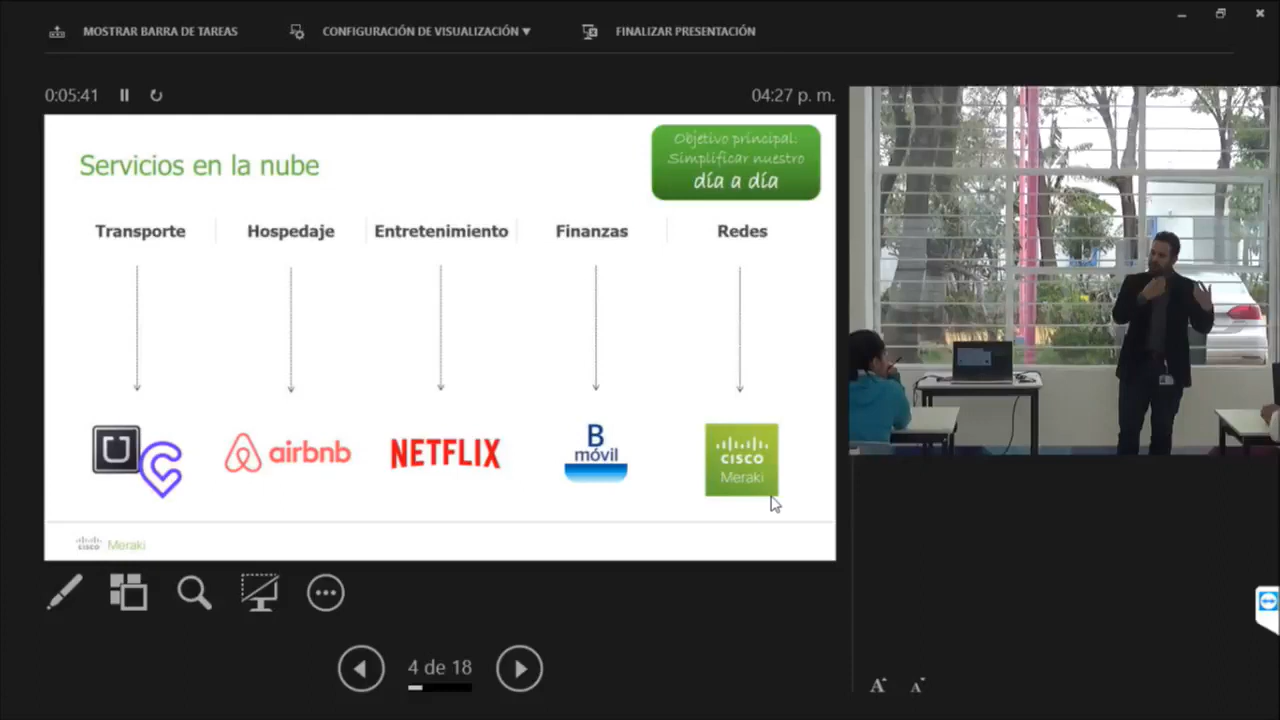 MOSTRAR BARRA DE TAREAS
CONFIGURACIÓN DE VISUALIZACIÓN ▼
FINALIZAR PRESENTACIÓN
0:05:41
04:27 p. m.
Servicios en la nube
Objetivo principal:
Simplificar nuestro
día a día
Transporte
Hospedaje
Entretenimiento
Finanzas
Redes
U
airbnb
NETFLIX
B
móvil
CISCO
Meraki
CISCO Meraki
4 de 18
A A